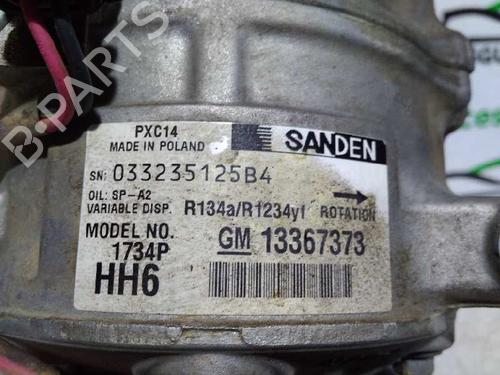 B-PARTS
PXC14
MADE IN POLAND
SANDEN
SN: 033235125B4
OIL: SP-A2
VARIABLE DISP. R134a/R1234yf ROTATION
MODEL NO.
1734P
GM 13367373
HH6